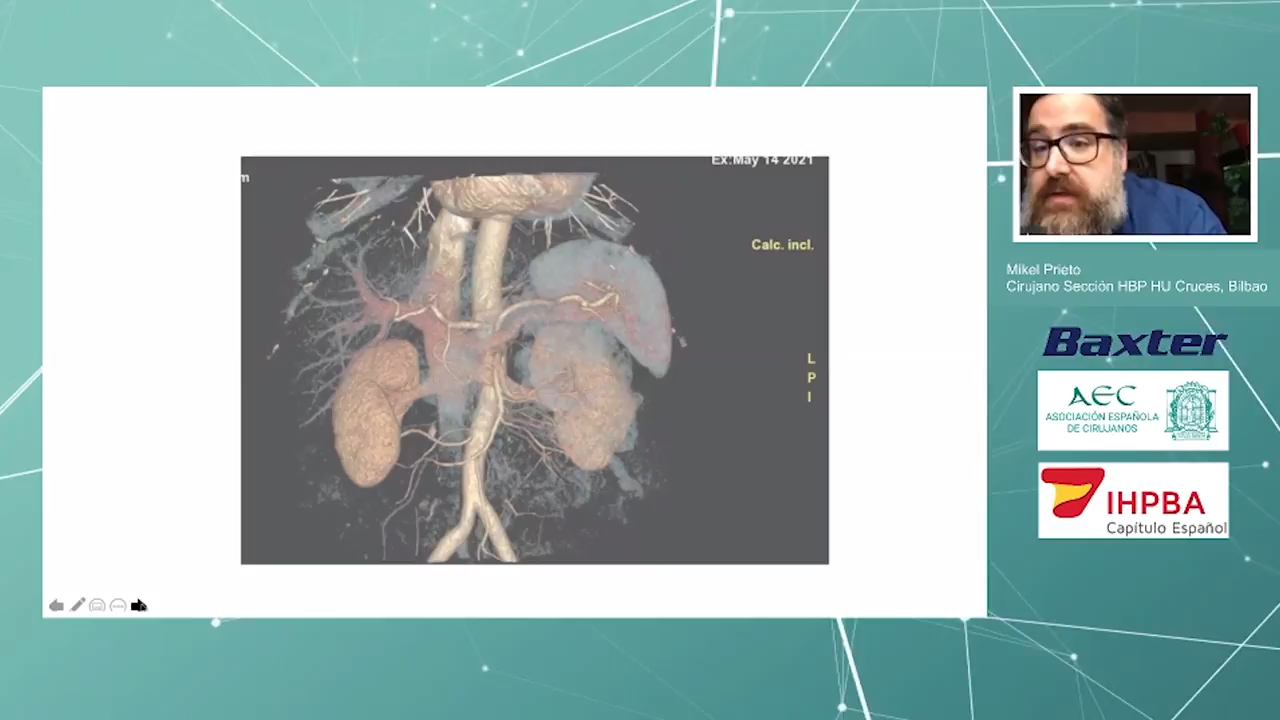 Ex:May 14 2021
m
Calc. incl.
L
P
I
Mikel Prieto
Cirujano Sección HBP HU Cruces, Bilbao
Baxter
AEC
ASOCIACIÓN ESPAÑOLA
DE CIRUJANOS
IHPBA
Capítulo Español